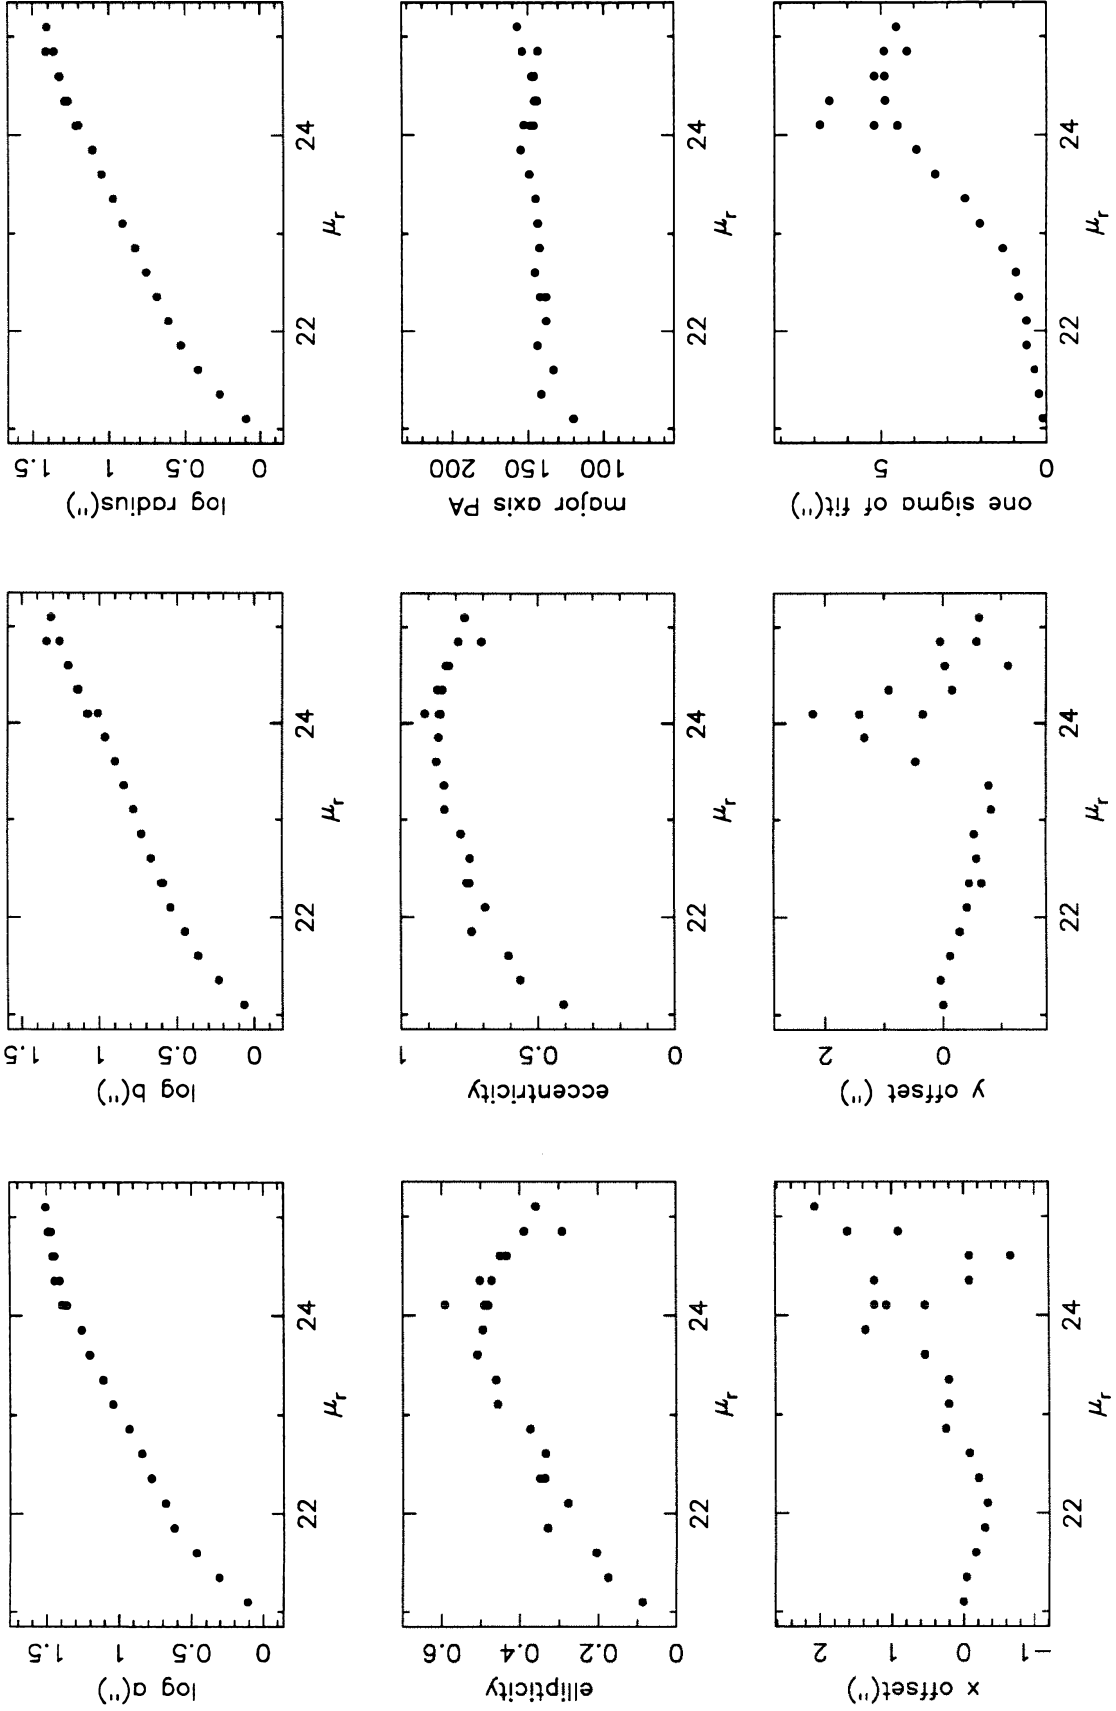 log a(")
1.5
1
0.5
0
22
24
μr
log b(")
1.5
1
0.5
0
22
24
μr
log radius(")
1.5
1
0.5
0
22
24
μr
ellipticity
0.6
0.4
0.2
0
22
24
μr
eccentricity
1
0.5
0
22
24
μr
major axis PA
200
150
100
22
24
μr
x offset(")
2
1
0
−1
22
24
μr
y offset (")
2
0
22
24
μr
one sigma of fit(")
5
0
22
24
μr